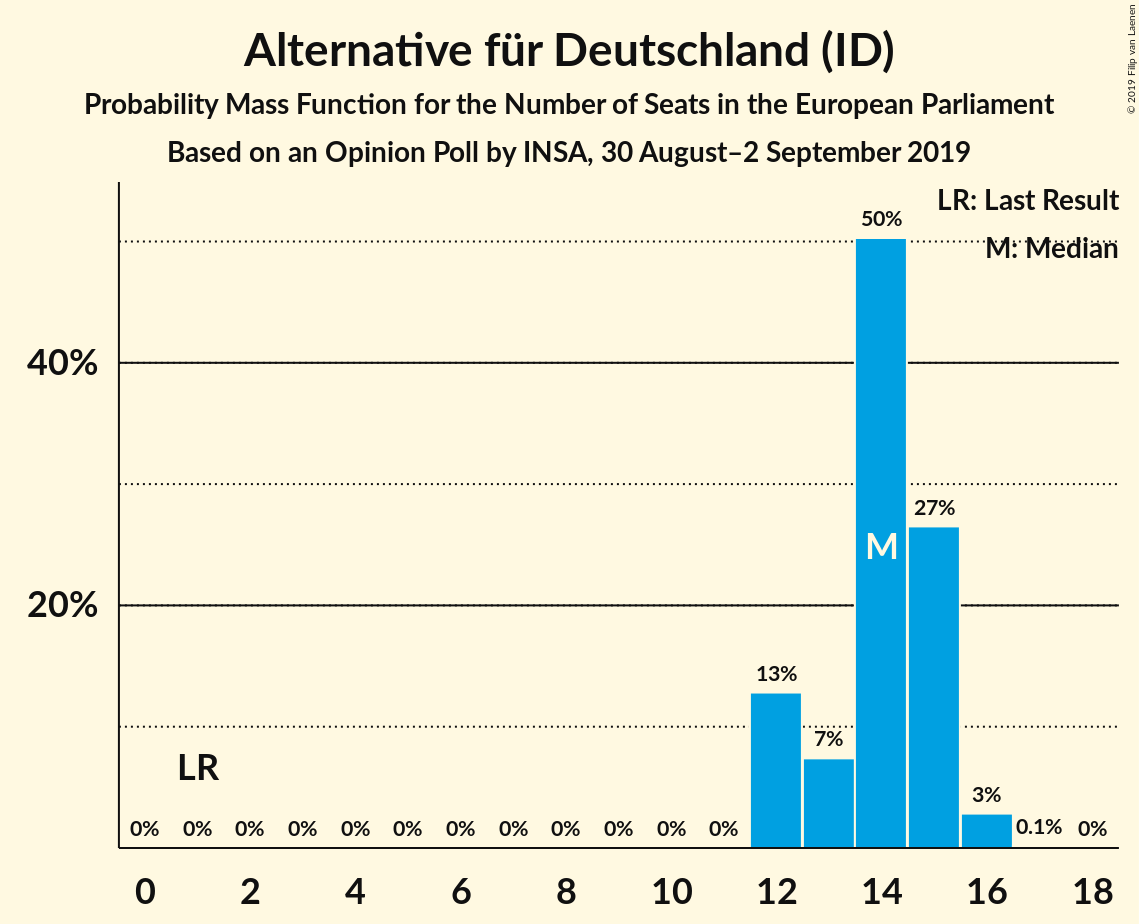 Alternative für Deutschland (ID)
Probability Mass Function for the Number of Seats in the European Parliament
Based on an Opinion Poll by INSA, 30 August–2 September 2019
© 2019 Filip van Laenen
LR: Last Result
M: Median
50%
40%
27%
M
20%
13%
7%
LR
3%
0% 0% 0% 0% 0% 0% 0% 0% 0% 0% 0% 0% 0.1% 0%
0 2 4 6 8 10 12 14 16 18